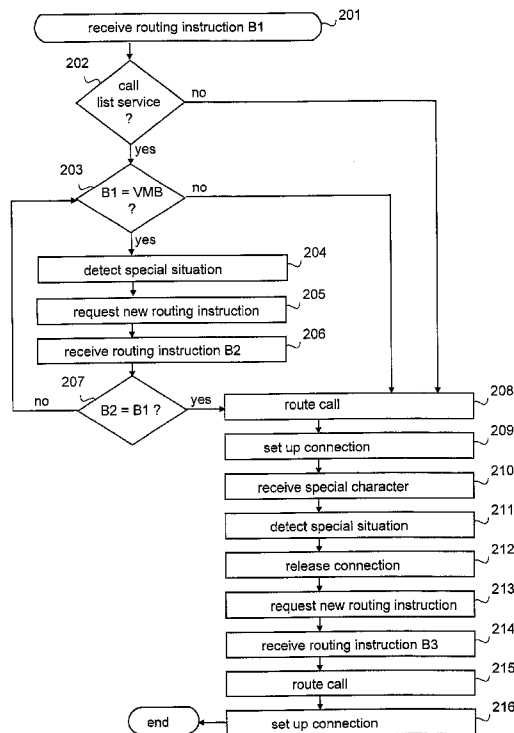 receive routing instruction B1
201
202
call
list service
?
no
yes
203
B1 = VMB
?
no
yes
detect special situation
204
request new routing instruction
205
receive routing instruction B2
206
207
no
B2 = B1 ?
yes
route call
208
set up connection
209
receive special character
210
detect special situation
211
release connection
212
request new routing instruction
213
receive routing instruction B3
214
route call
215
end
set up connection
216